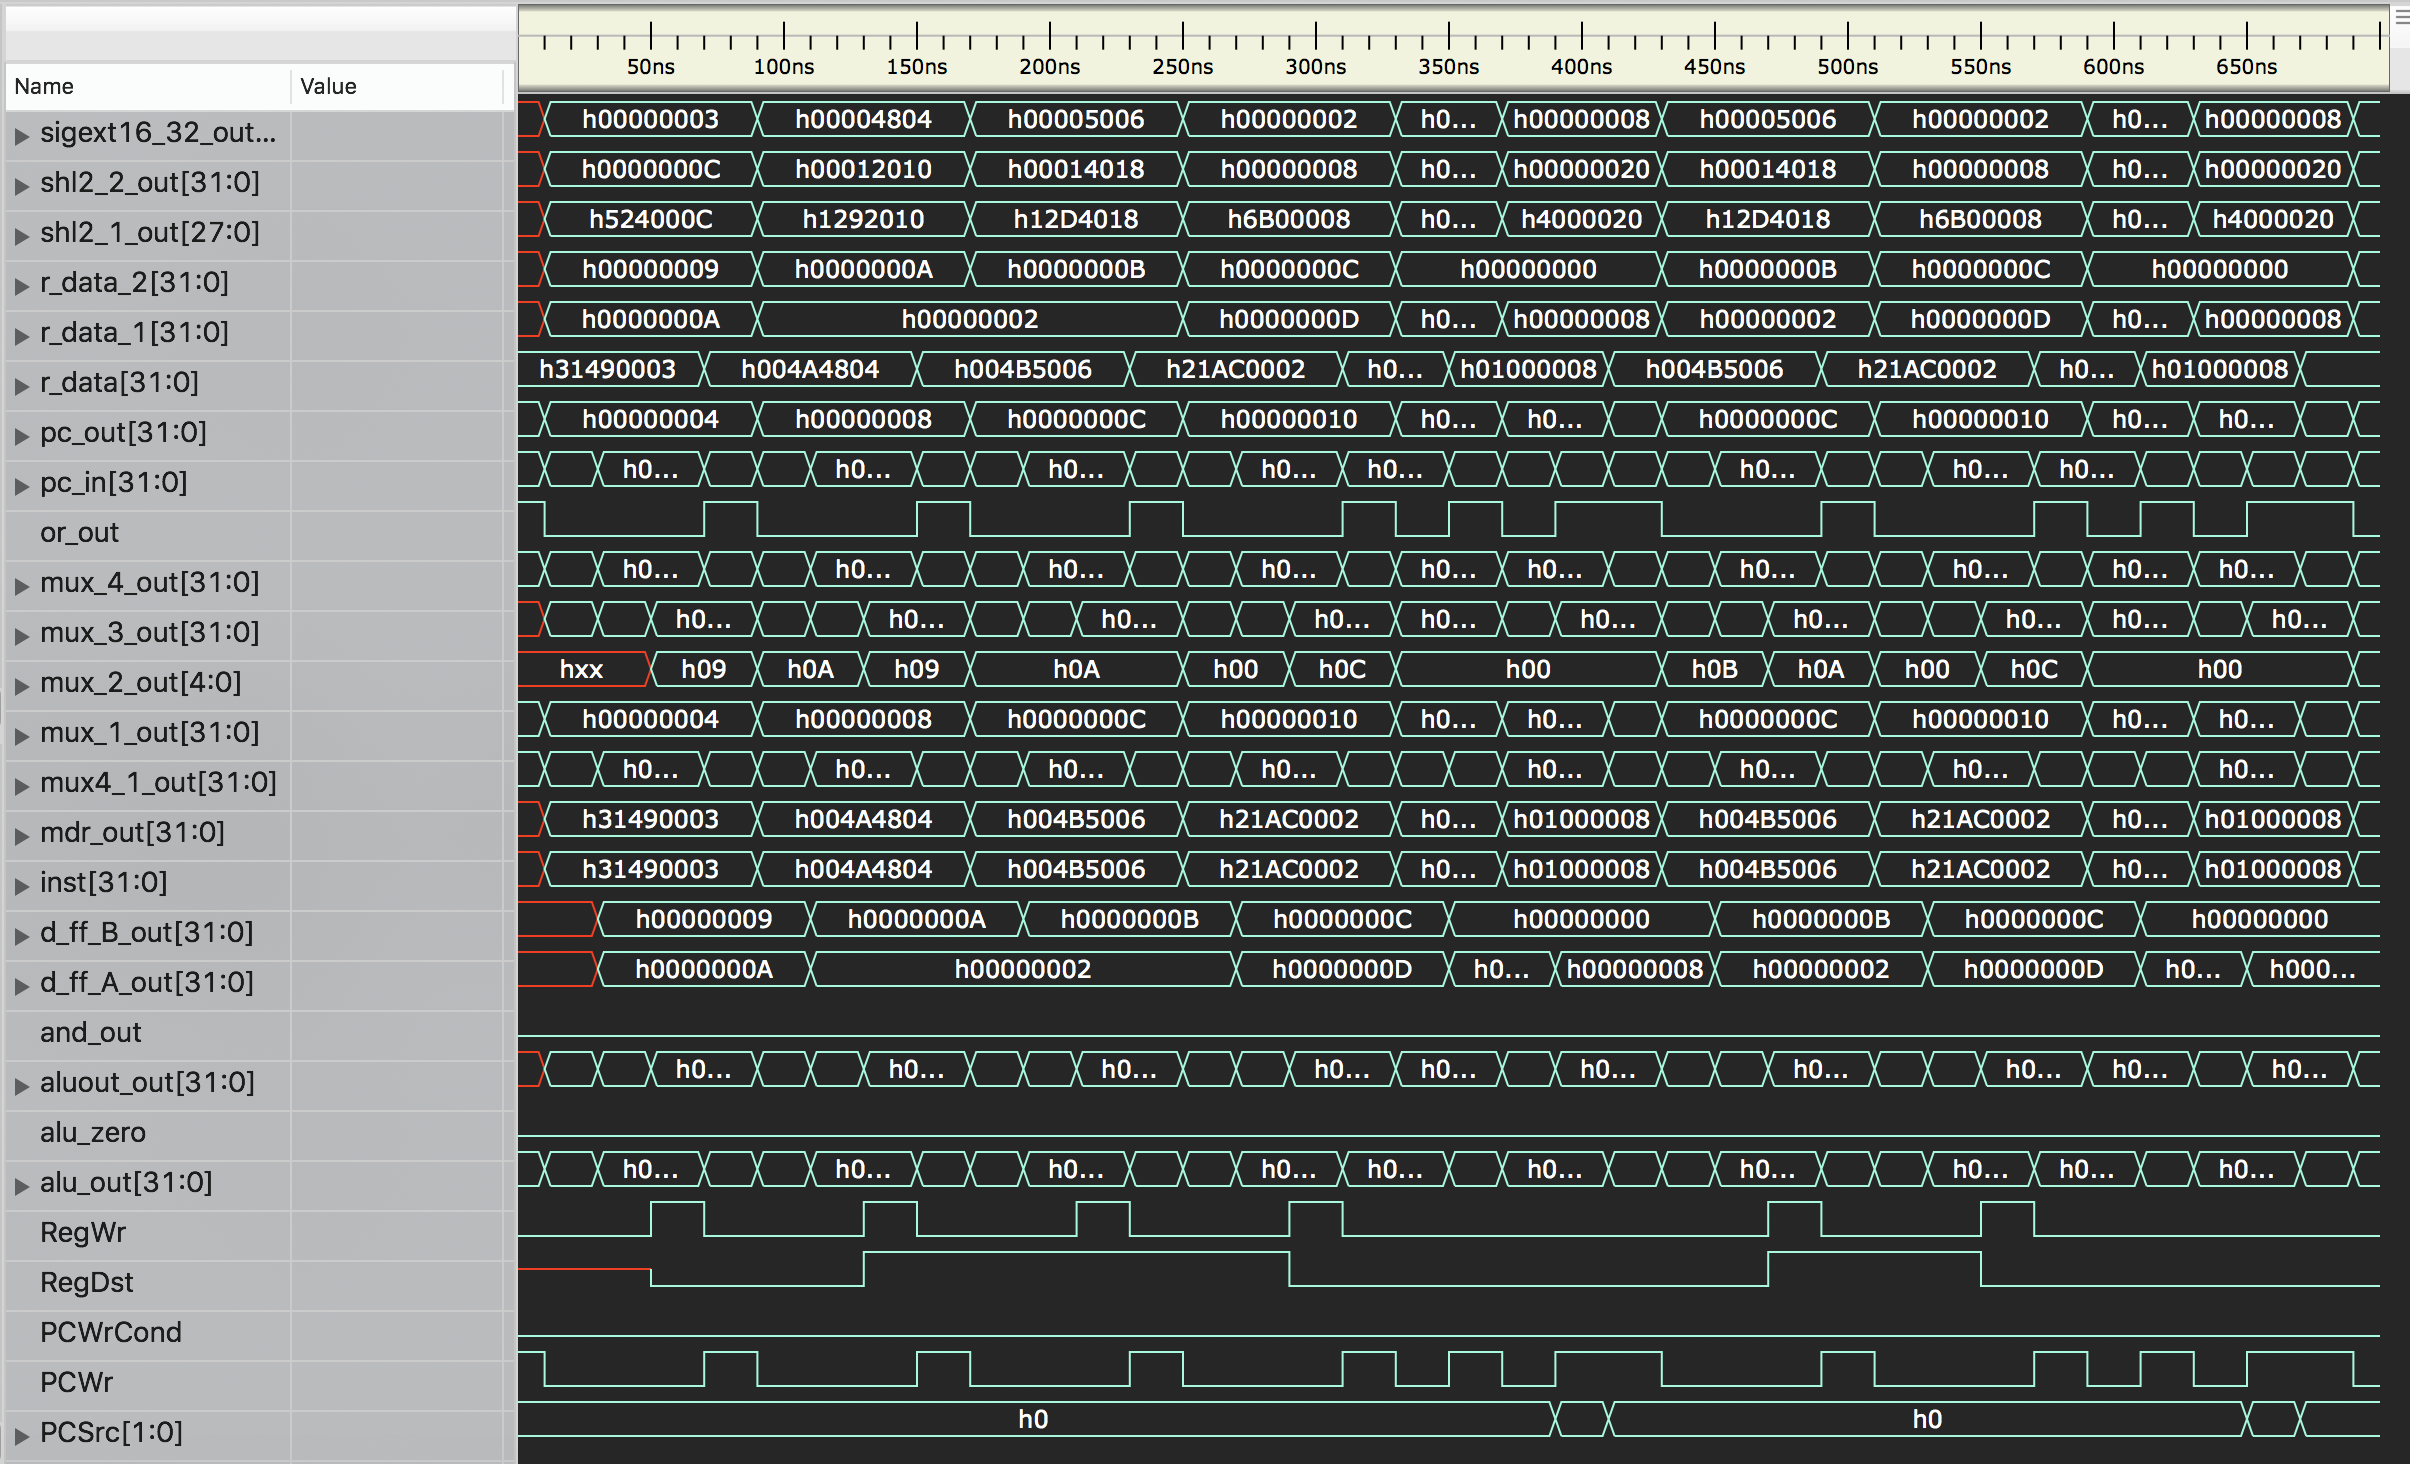 50ns 100ns 150ns 200ns 250ns 300ns 350ns 400ns 450ns 500ns 550ns 600ns 650ns
Name Value
sigext16_32_out... h00000003 h00004804 h00005006 h00000002 h0... h00000008 h00005006 h00000002 h0... h00000008
shl2_2_out[31:0] h0000000C h00012010 h00014018 h00000008 h0... h00000020 h00014018 h00000008 h0... h00000020
shl2_1_out[27:0] h524000C h1292010 h12D4018 h6B00008 h0... h4000020 h12D4018 h6B00008 h0... h4000020
r_data_2[31:0] h00000009 h0000000A h0000000B h0000000C h00000000 h0000000B h0000000C h00000000
r_data_1[31:0] h0000000A h00000002 h0000000D h0... h00000008 h00000002 h0000000D h0... h00000008
r_data[31:0] h31490003 h004A4804 h004B5006 h21AC0002 h0... h01000008 h004B5006 h21AC0002 h0... h01000008
pc_out[31:0] h00000004 h00000008 h0000000C h00000010 h0... h0... h0000000C h00000010 h0... h0...
pc_in[31:0] h0... h0... h0... h0... h0... h0... h0... h0...
or_out
mux_4_out[31:0] h0... h0... h0... h0... h0... h0... h0... h0... h0... h0...
mux_3_out[31:0] h0... h0... h0... h0... h0... h0... h0... h0... h0... h0...
mux_2_out[4:0] hxx h09 h0A h09 h0A h00 h0C h00 h0B h0A h00 h0C h00
mux_1_out[31:0] h00000004 h00000008 h0000000C h00000010 h0... h0... h0000000C h00000010 h0... h0...
mux4_1_out[31:0] h0... h0... h0... h0... h0... h0... h0... h0...
mdr_out[31:0] h31490003 h004A4804 h004B5006 h21AC0002 h0... h01000008 h004B5006 h21AC0002 h0... h01000008
inst[31:0] h31490003 h004A4804 h004B5006 h21AC0002 h0... h01000008 h004B5006 h21AC0002 h0... h01000008
d_ff_B_out[31:0] h00000009 h0000000A h0000000B h0000000C h00000000 h0000000B h0000000C h00000000
d_ff_A_out[31:0] h0000000A h00000002 h0000000D h0... h00000008 h00000002 h0000000D h0... h000...
and_out
aluout_out[31:0] h0... h0... h0... h0... h0... h0... h0... h0... h0... h0...
alu_zero
alu_out[31:0] h0... h0... h0... h0... h0... h0... h0... h0... h0... h0...
RegWr
RegDst
PCWrCond
PCWr
PCSrc[1:0] h0 h0